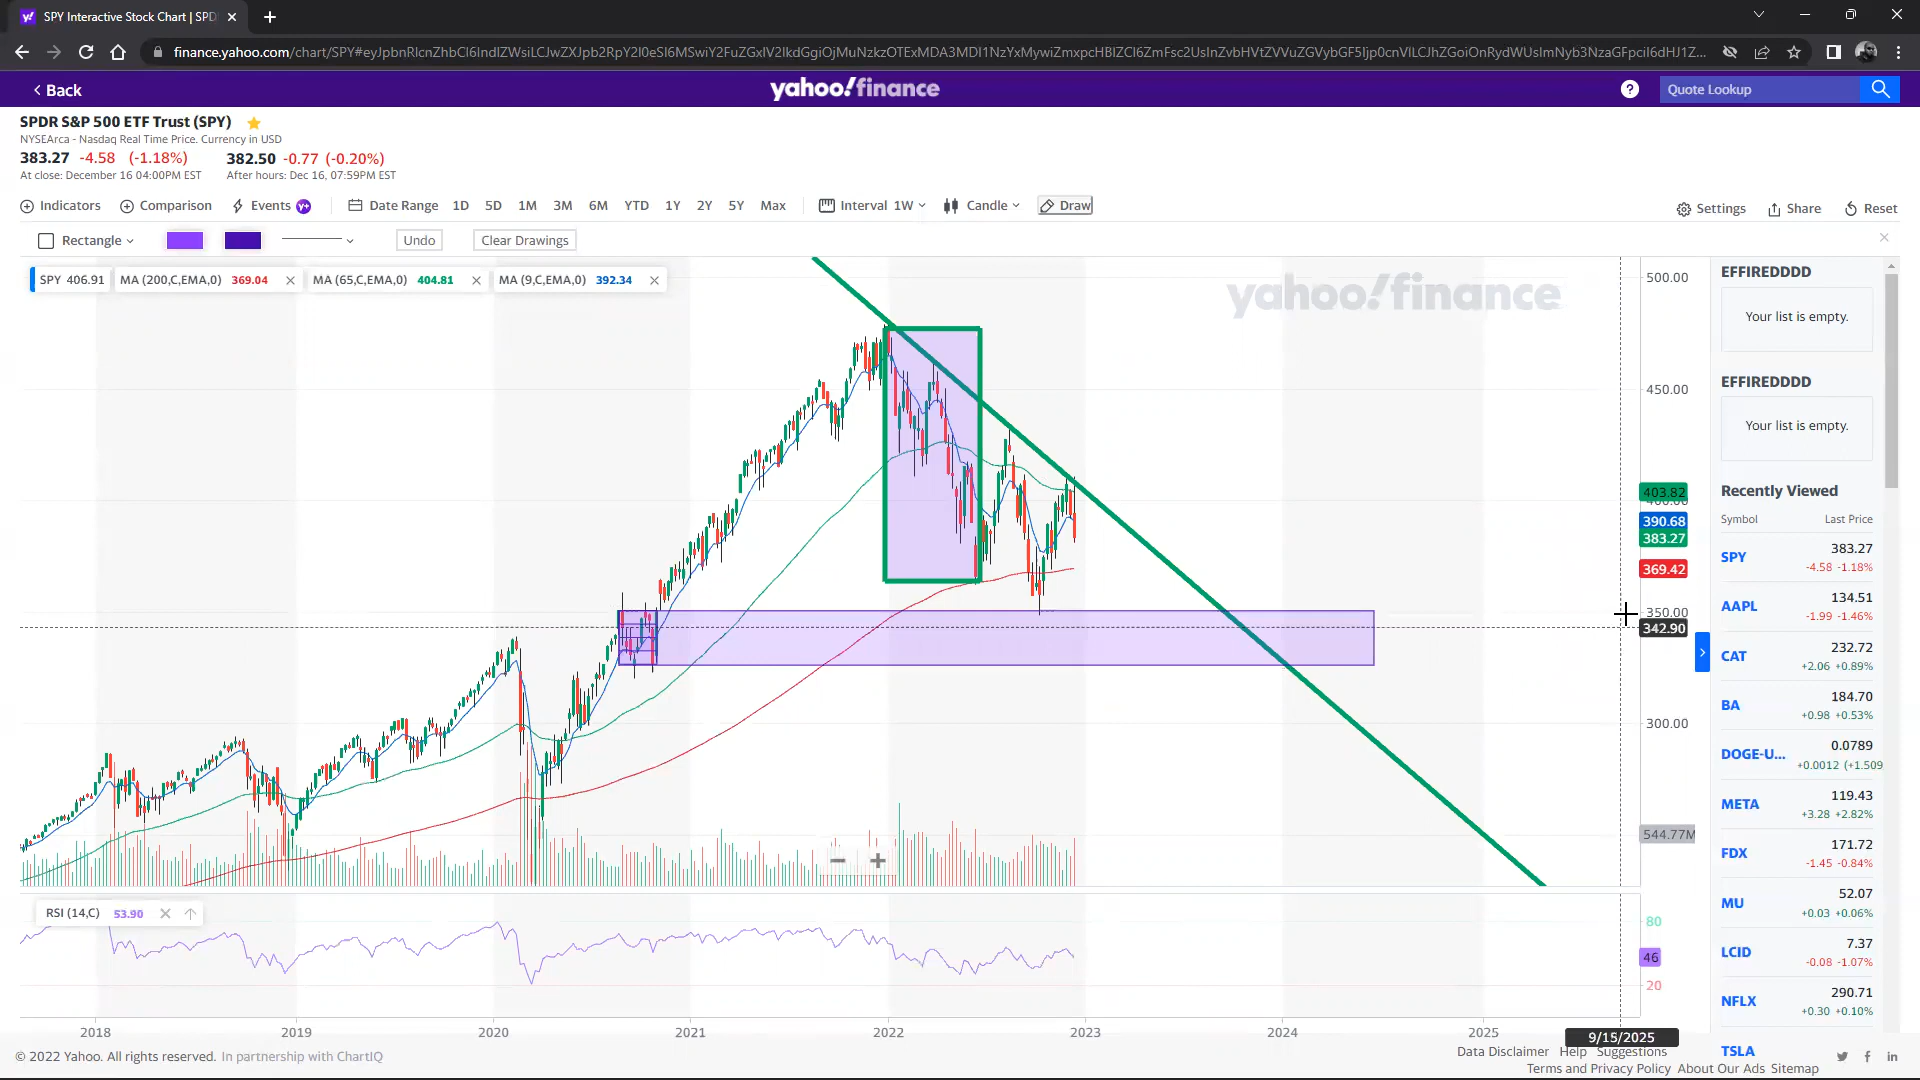 SPY Interactive Stock Chart | SPD
finance.yahoo.com/chart/SPY
Back
yahoo!finance
?
Quote Lookup
SPDR S&P 500 ETF Trust (SPY)
NYSEArca - Nasdaq Real Time Price. Currency in USD
383.27 -4.58 (-1.18%) 382.50 -0.77 (-0.20%)
At close: December 16 04:00PM EST After hours: Dec 16, 07:59PM EST
Indicators Comparison Events Y+ Date Range 1D 5D 1M 3M 6M YTD 1Y 2Y 5Y Max Interval 1W Candle Draw
Settings Share Reset
Rectangle Undo Clear Drawings
SPY 406.91 MA (200,C,EMA,0) 369.04 MA (65,C,EMA,0) 404.81 MA (9,C,EMA,0) 392.34
yahoo!finance
500.00
450.00
403.82
390.68
383.27
369.42
350.00
342.90
300.00
544.77M
RSI (14,C) 53.90
80
46
20
2018 2019 2020 2021 2022 2023 2024 2025
9/15/2025
EFFIREDDDD
Your list is empty.
EFFIREDDDD
Your list is empty.
Recently Viewed
Symbol Last Price
SPY 383.27
-4.58 -1.18%
AAPL 134.51
-1.99 -1.46%
CAT 232.72
+2.06 +0.89%
BA 184.70
+0.98 +0.53%
DOGE-U... 0.0789
+0.0012 (+1.509
META 119.43
+3.28 +2.82%
FDX 171.72
-1.45 -0.84%
MU 52.07
+0.03 +0.06%
LCID 7.37
-0.08 -1.07%
NFLX 290.71
+0.30 +0.10%
TSLA
© 2022 Yahoo. All rights reserved. In partnership with ChartIQ
Data Disclaimer Help Suggestions
Terms and Privacy Policy About Our Ads Sitemap